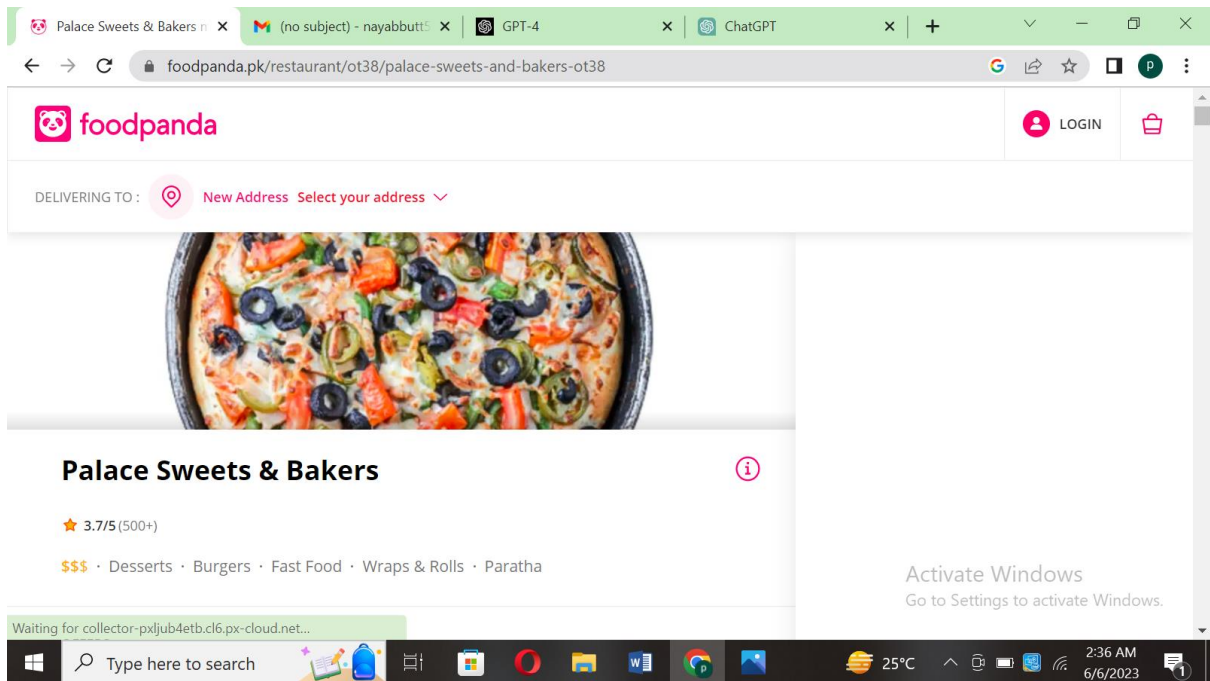 Palace Sweets & Bakers m
(no subject) - nayabbutt5
GPT-4
ChatGPT
foodpanda.pk/restaurant/ot38/palace-sweets-and-bakers-ot38
G
P
foodpanda
LOGIN
DELIVERING TO :
New Address Select your address
Palace Sweets & Bakers
i
3.7/5 (500+)
$$$ · Desserts · Burgers · Fast Food · Wraps & Rolls · Paratha
Activate Windows
Go to Settings to activate Windows.
Waiting for collector-pxljub4etb.cl6.px-cloud.net...
Type here to search
25°C
2:36 AM
6/6/2023
1